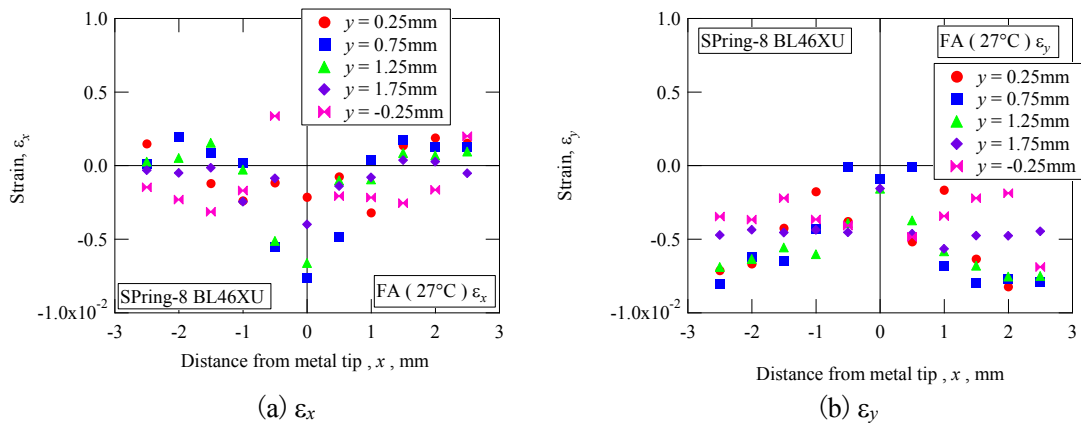 1.0
0.5
0.0
-0.5
-1.0x10⁻²
Strain, εₓ
y = 0.25mm
y = 0.75mm
y = 1.25mm
y = 1.75mm
y = -0.25mm
SPring-8 BL46XU
FA ( 27°C ) εₓ
-3 -2 -1 0 1 2 3
Distance from metal tip , x , mm
(a) εₓ
1.0
0.5
0.0
-0.5
-1.0x10⁻²
Strain, ε_y
SPring-8 BL46XU
FA ( 27°C ) ε_y
y = 0.25mm
y = 0.75mm
y = 1.25mm
y = 1.75mm
y = -0.25mm
-3 -2 -1 0 1 2 3
Distance from metal tip , x , mm
(b) ε_y